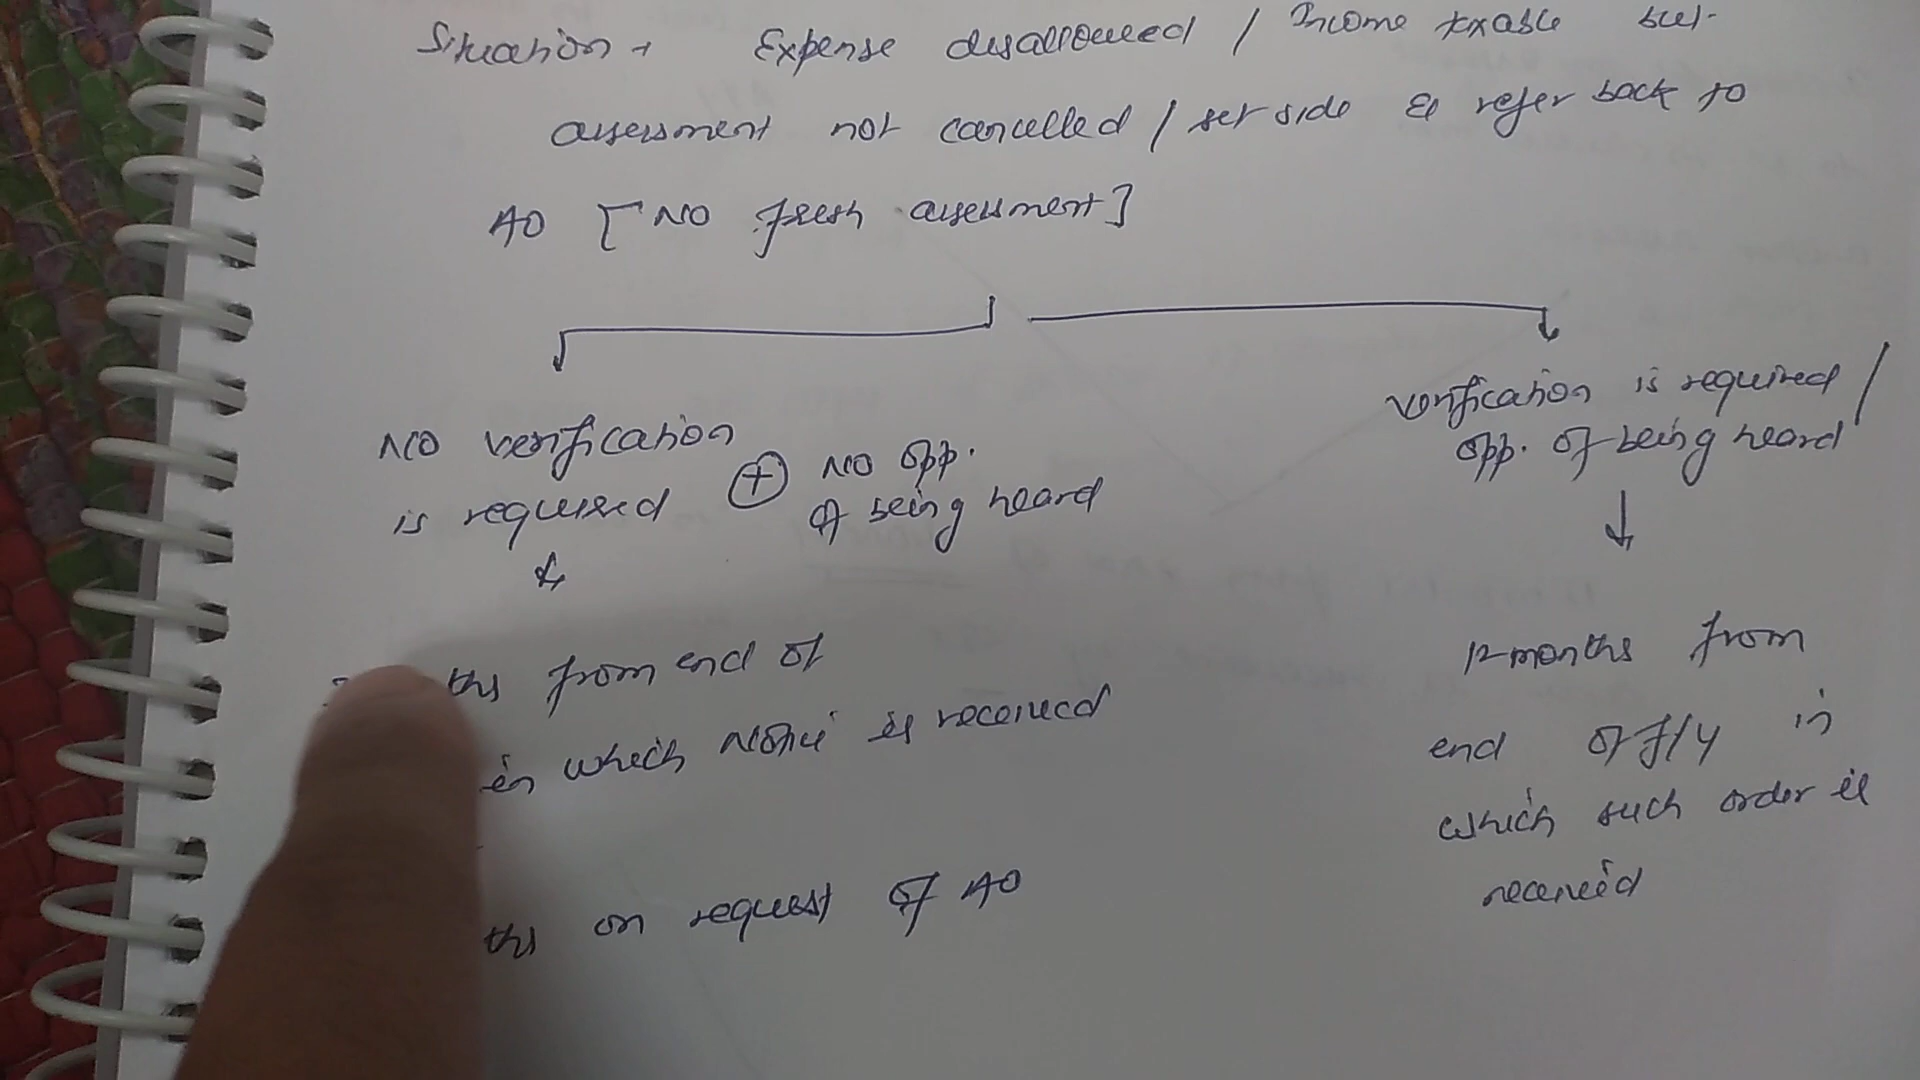 Situation → Expense disallowed / Income taxable but
assessment not cancelled / set side & refer back to
AO [NO fresh assessment]
NO verification
is required ⊕ NO opp.
of being heard
verification is required /
opp. of being heard
ths from end of
in which notice is received
ths on request of AO
12 months from
end of f/y in
which such order is
received